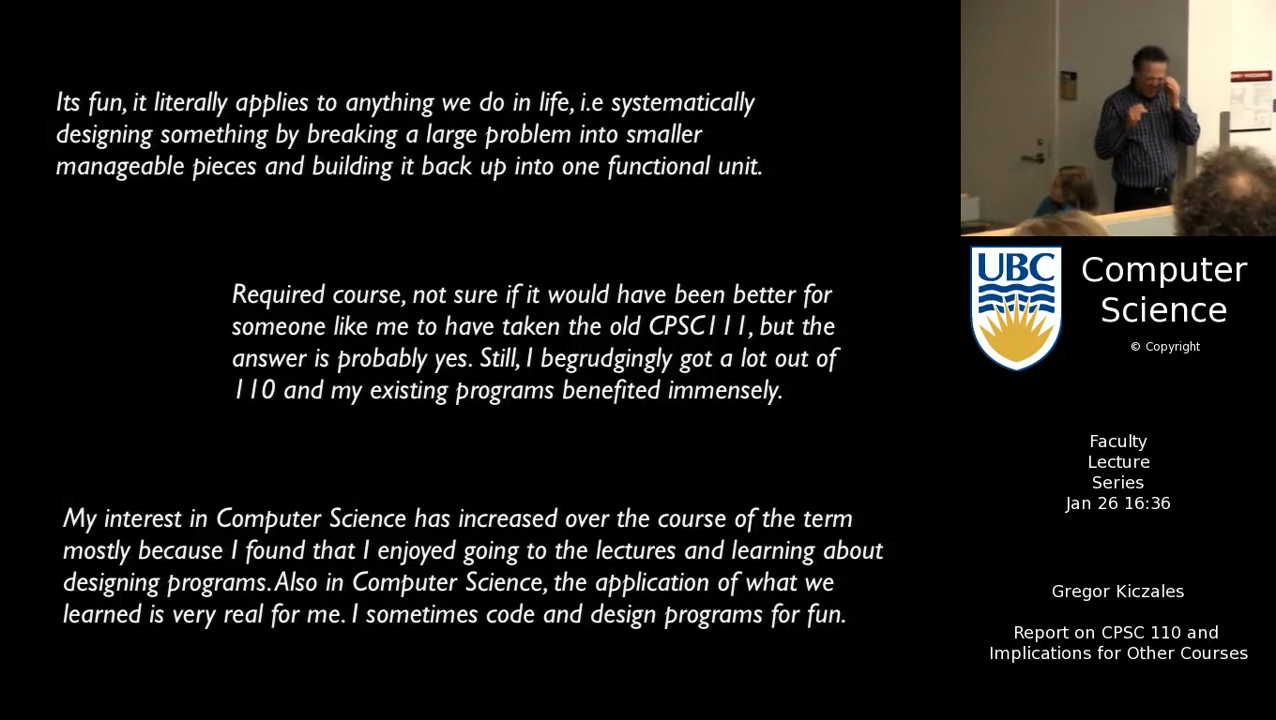 Its fun, it literally applies to anything we do in life, i.e systematically
designing something by breaking a large problem into smaller
manageable pieces and building it back up into one functional unit.
Required course, not sure if it would have been better for
someone like me to have taken the old CPSC111, but the
answer is probably yes. Still, I begrudgingly got a lot out of
110 and my existing programs benefited immensely.
My interest in Computer Science has increased over the course of the term
mostly because I found that I enjoyed going to the lectures and learning about
designing programs. Also in Computer Science, the application of what we
learned is very real for me. I sometimes code and design programs for fun.
UBC
Computer
Science
© Copyright
Faculty
Lecture
Series
Jan 26 16:36
Gregor Kiczales
Report on CPSC 110 and
Implications for Other Courses